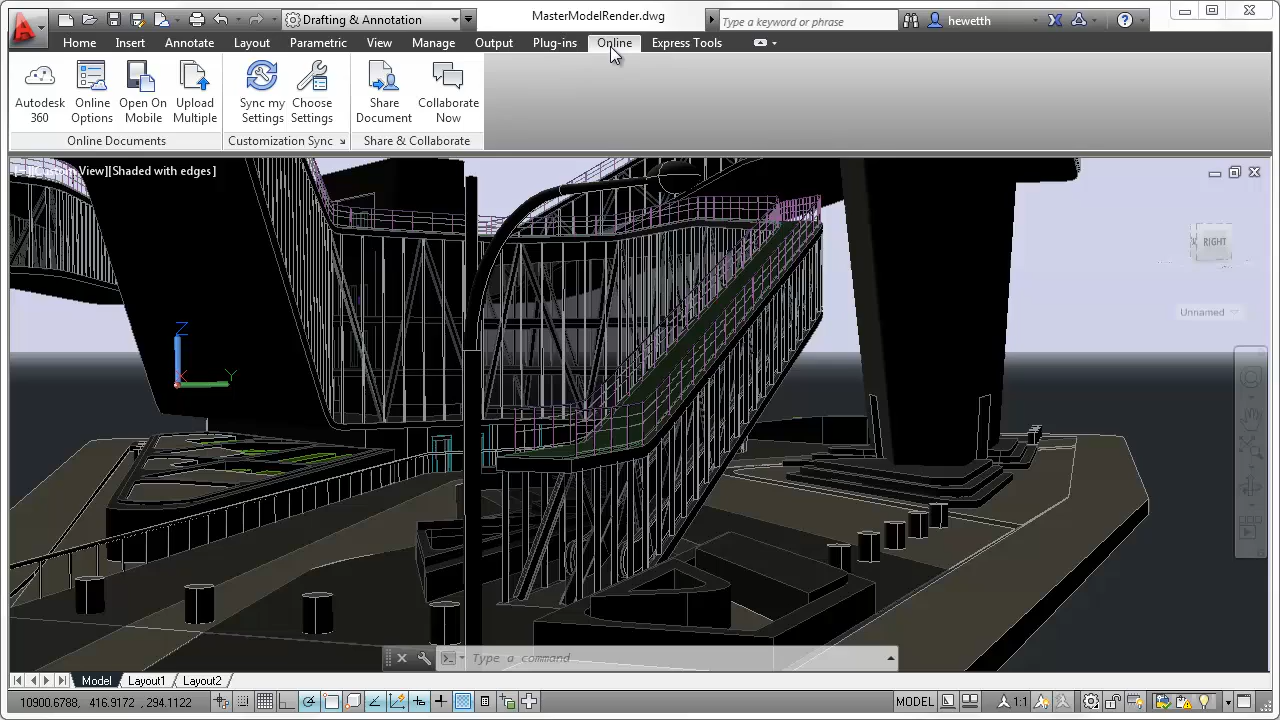 Drafting & Annotation
MasterModelRender.dwg
Type a keyword or phrase
hewetth
Home Insert Annotate Layout Parametric View Manage Output Plug-ins Online Express Tools
Autodesk 360
Online Options
Open On Mobile
Upload Multiple
Sync my Settings
Choose Settings
Share Document
Collaborate Now
Online Documents
Customization Sync
Share & Collaborate
View][Shaded with edges]
RIGHT
Unnamed
Z
Y
X
Type a command
Model Layout1 Layout2
10900.6788, 416.9172 , 294.1122
MODEL
1:1